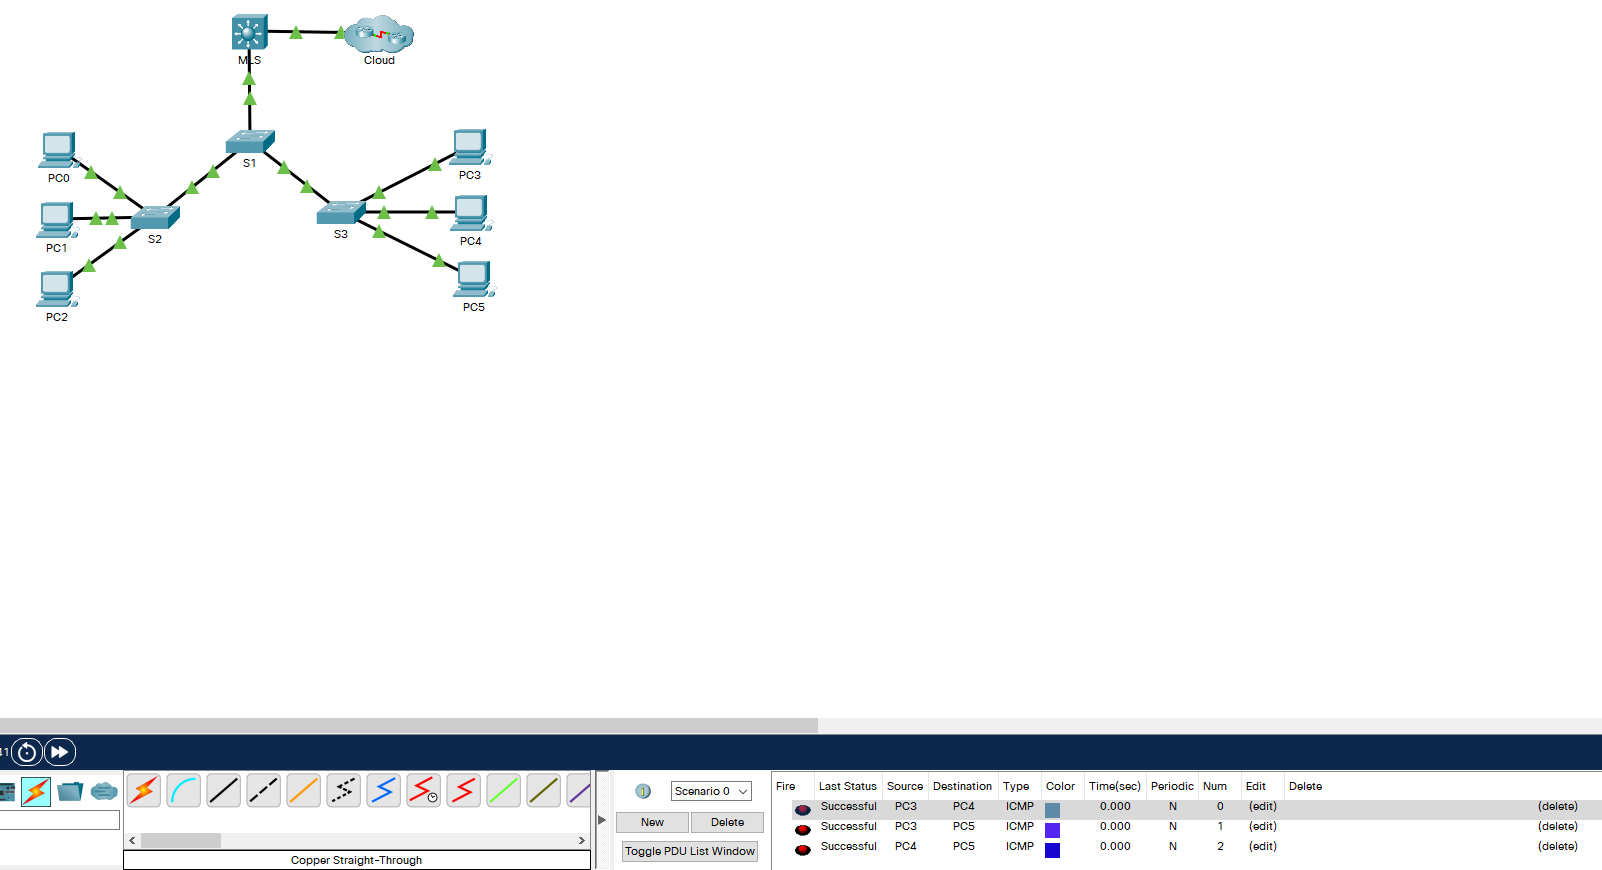 MLS
Cloud
S1
PC0
PC3
PC1
S2
S3
PC4
PC2
PC5
41
Scenario 0
New Delete
Toggle PDU List Window
Copper Straight-Through
Fire Last Status Source Destination Type Color Time(sec) Periodic Num Edit Delete
Successful PC3 PC4 ICMP 0.000 N 0 (edit) (delete)
Successful PC3 PC5 ICMP 0.000 N 1 (edit) (delete)
Successful PC4 PC5 ICMP 0.000 N 2 (edit) (delete)